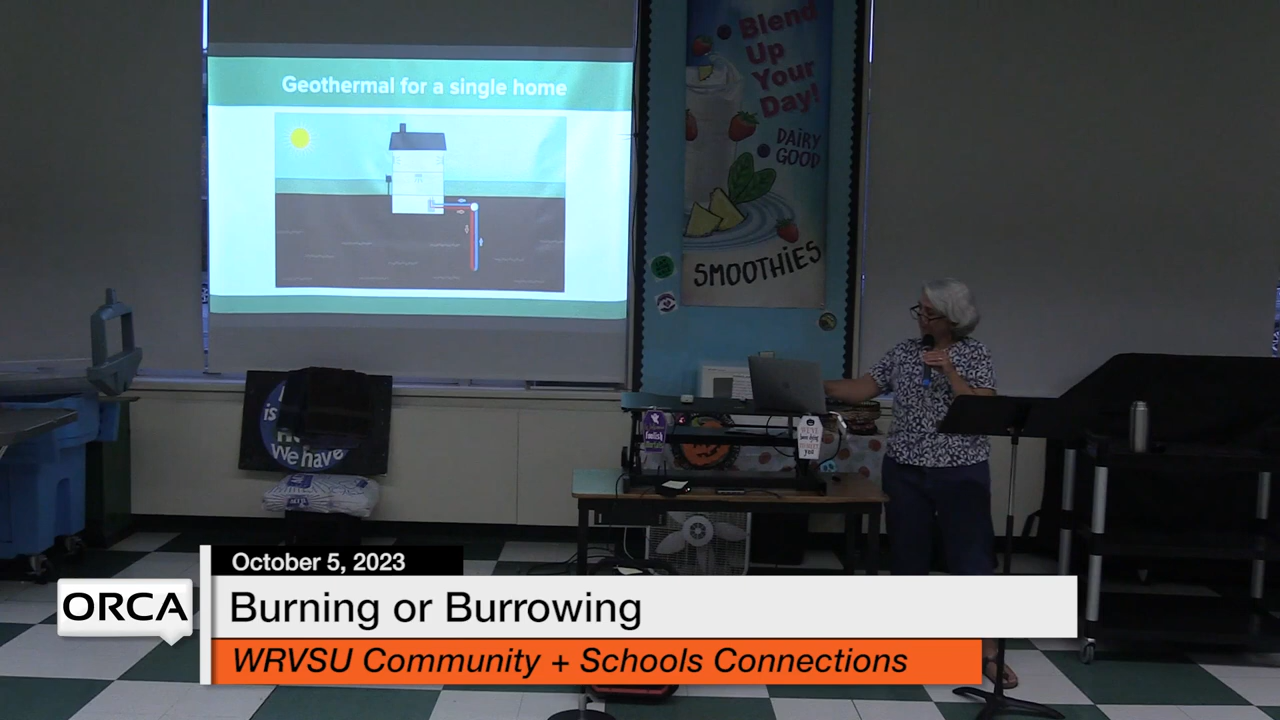 Geothermal for a single home
Blend
Up
Your
Day!
DAIRY
GOOD
SMOOTHIES
is
We have
October 5, 2023
ORCA
Burning or Burrowing
WRVSU Community + Schools Connections